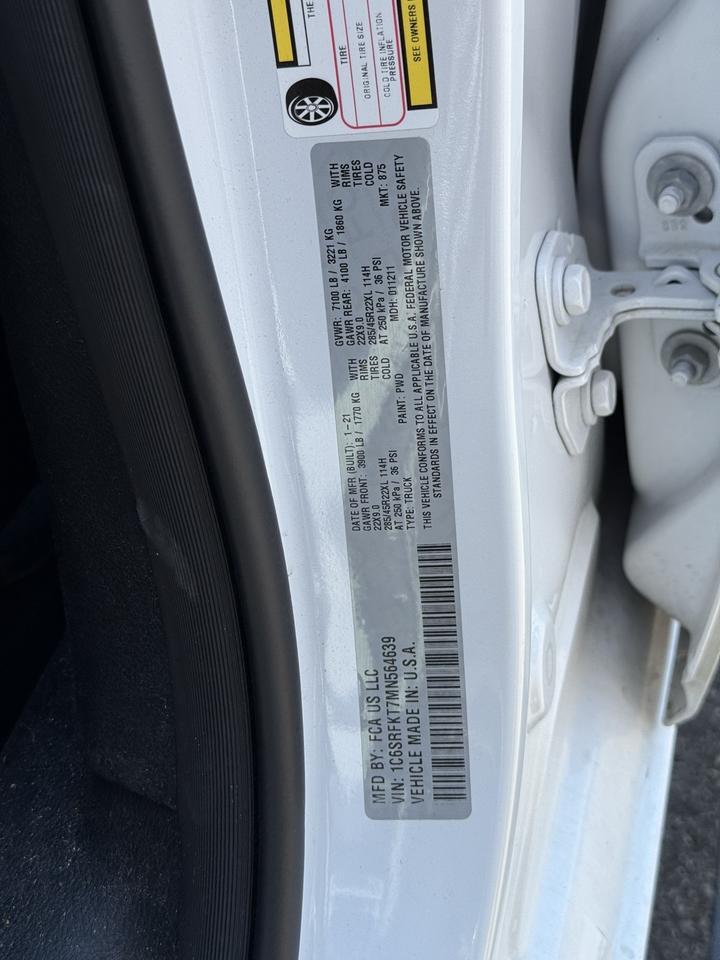 THE
TIRE
ORIGINAL TIRE SIZE
COLD TIRE INFLATION
PRESSURE
SEE OWNERS
MFD BY: FCA US LLC
VIN: 1C6SRFKT7MN564639
VEHICLE MADE IN: U.S.A.
DATE OF MFR (BUILT): 1-21 GVWR: 7100 LB / 3221 KG
GAWR FRONT: 3900 LB / 1770 KG WITH GAWR REAR: 4100 LB / 1860 KG WITH
22X9.0 RIMS 22X9.0 RIMS
285/45R22XL 114H TIRES 285/45R22XL 114H TIRES
AT 250 kPa / 36 PSI COLD AT 250 kPa / 36 PSI COLD
TYPE: TRUCK PAINT: PWD MDH: 011211 MKT: 875
THIS VEHICLE CONFORMS TO ALL APPLICABLE U.S.A. FEDERAL MOTOR VEHICLE SAFETY
STANDARDS IN EFFECT ON THE DATE OF MANUFACTURE SHOWN ABOVE.